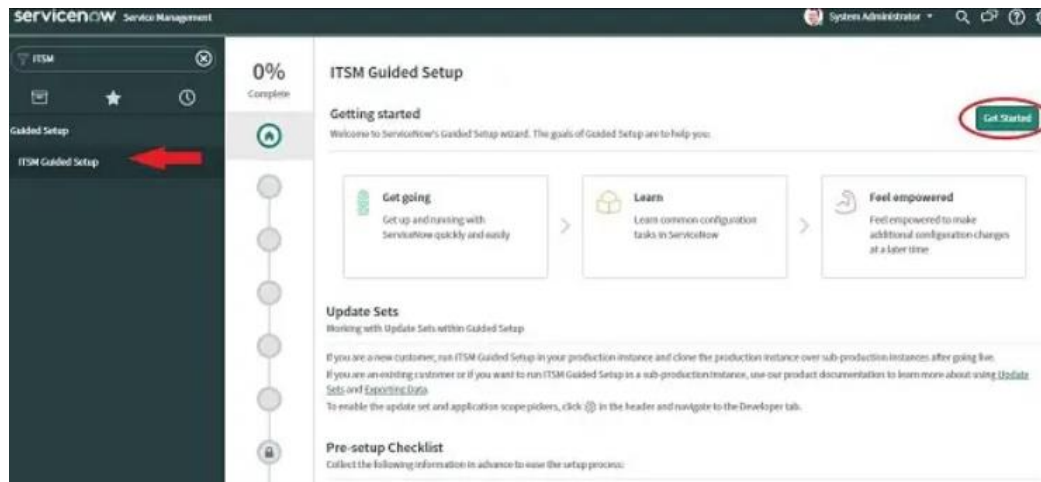 servicenow Service Management
System Administrator
ITSM
Guided Setup
ITSM Guided Setup
0%
Complete
ITSM Guided Setup
Getting started
Welcome to ServiceNow's Guided Setup wizard. The goals of Guided Setup are to help you:
Get Started
Get going
Get up and running with
ServiceNow quickly and easily
Learn
Learn common configuration
tasks in ServiceNow
Feel empowered
Feel empowered to make
additional configuration changes
at a later time
Update Sets
Working with Update Sets within Guided Setup
If you are a new customer, run ITSM Guided Setup in your production instance and clone the production instance over sub-production instances after going live.
If you are an existing customer or if you want to run ITSM Guided Setup in a sub-production instance, use our product documentation to learn more about using Update
Sets and Exporting Data.
To enable the update set and application scope pickers, click in the header and navigate to the Developer tab.
Pre-setup Checklist
Collect the following information in advance to ease the setup process: